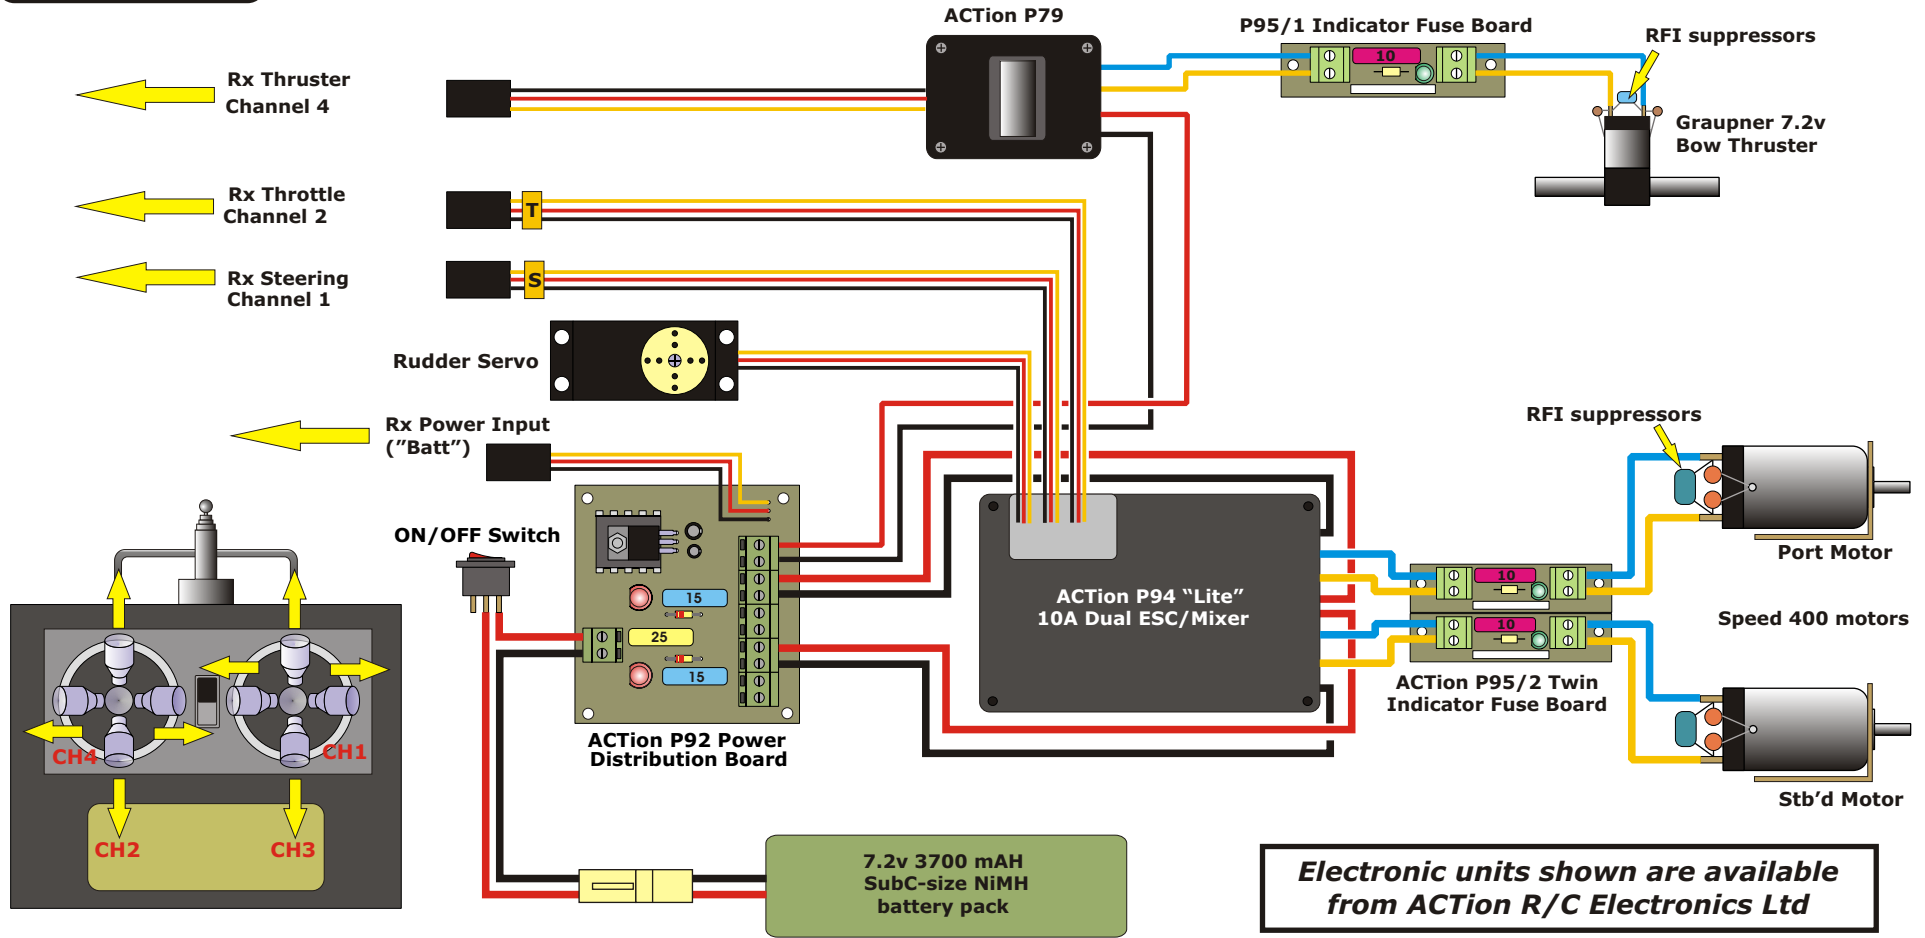 ACTion P79
P95/1 Indicator Fuse Board
RFI suppressors
10
Rx Thruster
Channel 4
Graupner 7.2v
Bow Thruster
Rx Throttle
Channel 2
T
Rx Steering
Channel 1
S
Rudder Servo
Rx Power Input
(”Batt”)
RFI suppressors
ON/OFF Switch
Port Motor
15
25
15
ACTion P94 “Lite”
10A Dual ESC/Mixer
10
10
Speed 400 motors
ACTion P95/2 Twin
Indicator Fuse Board
ACTion P92 Power
Distribution Board
Stb’d Motor
CH4
CH1
CH2
CH3
7.2v 3700 mAH
SubC-size NiMH
battery pack
Electronic units shown are available
from ACTion R/C Electronics Ltd